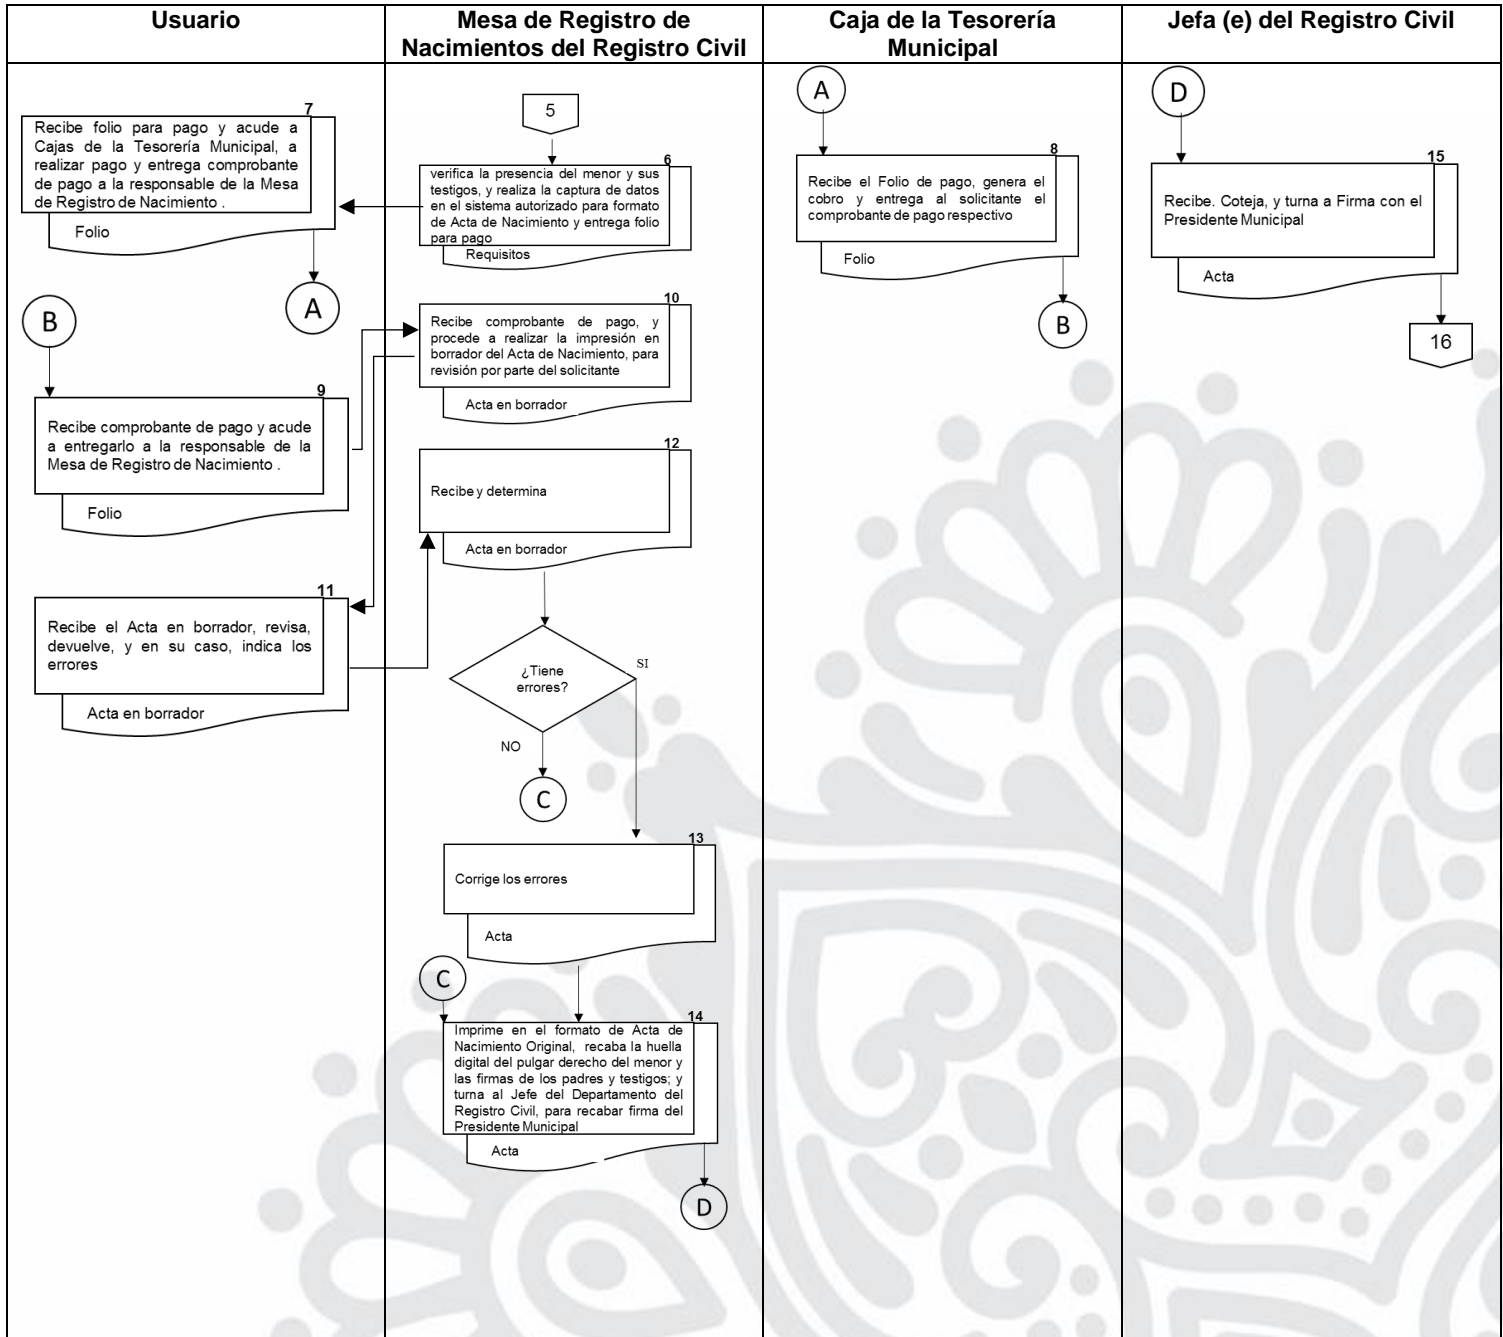 Usuario
Mesa de Registro de
Nacimientos del Registro Civil
Caja de la Tesorería
Municipal
Jefa (e) del Registro Civil
7
Recibe folio para pago y acude a
Cajas de la Tesorería Municipal, a
realizar pago y entrega comprobante
de pago a la responsable de la Mesa
de Registro de Nacimiento .
Folio
A
B
9
Recibe comprobante de pago y acude
a entregarlo a la responsable de la
Mesa de Registro de Nacimiento .
Folio
11
Recibe el Acta en borrador, revisa,
devuelve, y en su caso, indica los
errores
Acta en borrador
5
6
verifica la presencia del menor y sus
testigos, y realiza la captura de datos
en el sistema autorizado para formato
de Acta de Nacimiento y entrega folio
para pago
Requisitos
10
Recibe comprobante de pago, y
procede a realizar la impresión en
borrador del Acta de Nacimiento, para
revisión por parte del solicitante
Acta en borrador
12
Recibe y determina
Acta en borrador
¿Tiene
errores?
SI
NO
C
13
Corrige los errores
Acta
C
14
Imprime en el formato de Acta de
Nacimiento Original, recaba la huella
digital del pulgar derecho del menor y
las firmas de los padres y testigos; y
turna al Jefe del Departamento del
Registro Civil, para recabar firma del
Presidente Municipal
Acta
D
A
8
Recibe el Folio de pago, genera el
cobro y entrega al solicitante el
comprobante de pago respectivo
Folio
B
D
15
Recibe. Coteja, y turna a Firma con el
Presidente Municipal
Acta
16